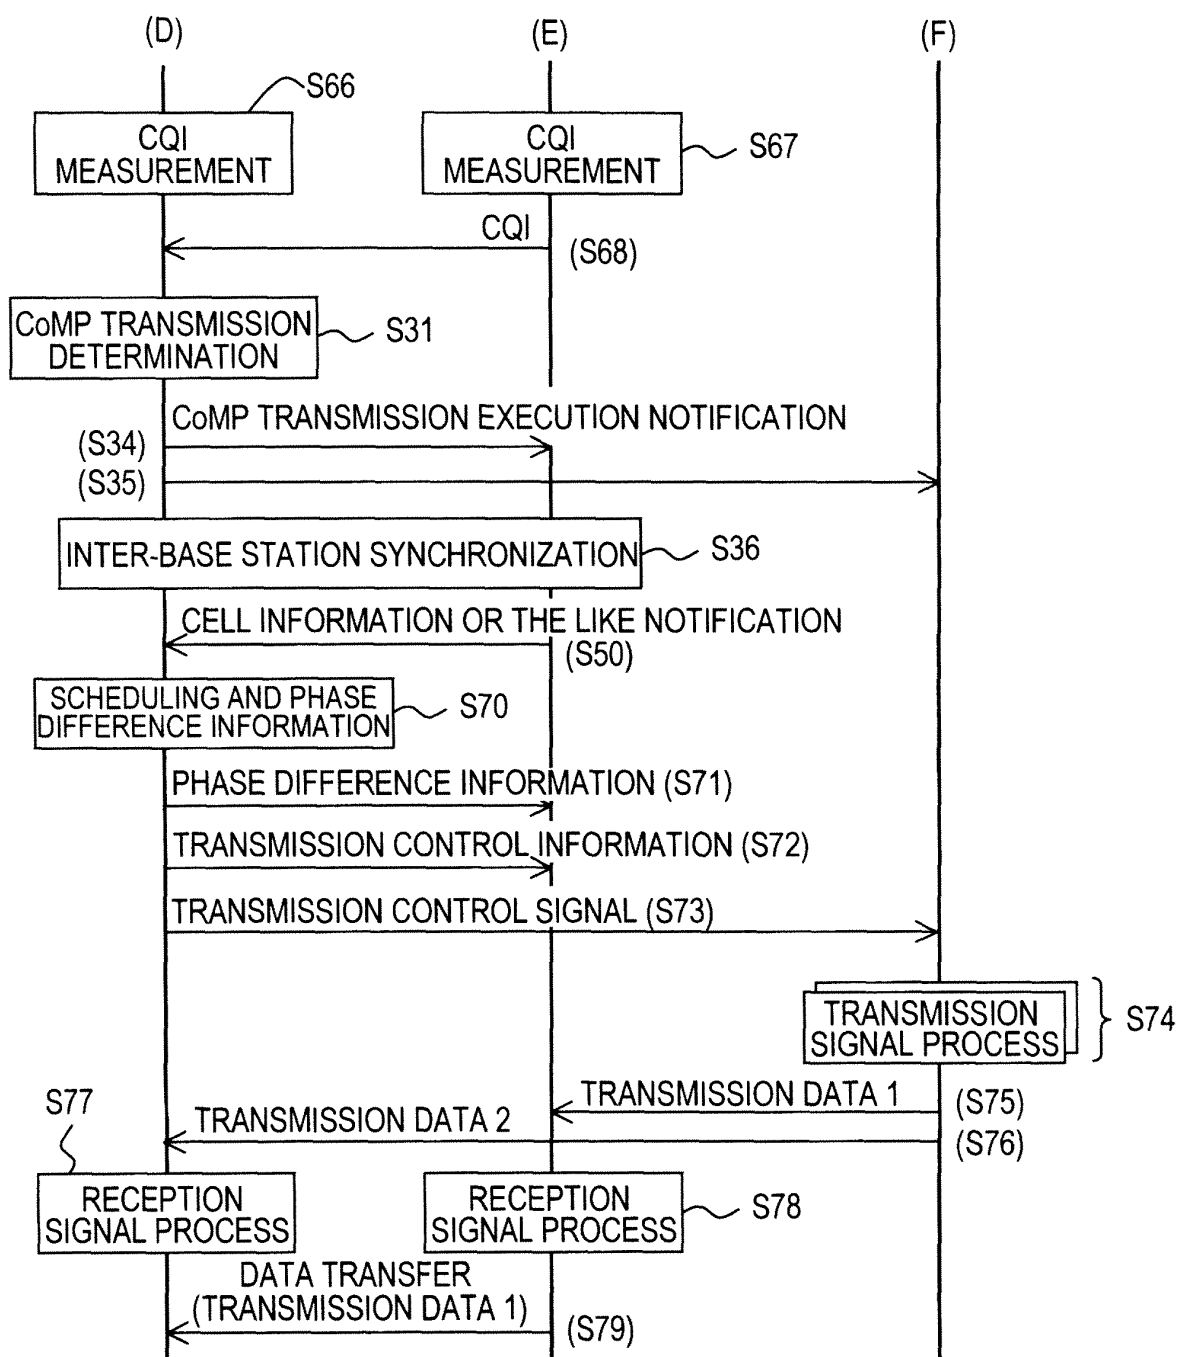 (D)
(E)
(F)
S66
CQI
MEASUREMENT
CQI
MEASUREMENT
S67
CQI
(S68)
CoMP TRANSMISSION
DETERMINATION
S31
CoMP TRANSMISSION EXECUTION NOTIFICATION
(S34)
(S35)
INTER-BASE STATION SYNCHRONIZATION
S36
CELL INFORMATION OR THE LIKE NOTIFICATION
(S50)
SCHEDULING AND PHASE
DIFFERENCE INFORMATION
S70
PHASE DIFFERENCE INFORMATION (S71)
TRANSMISSION CONTROL INFORMATION (S72)
TRANSMISSION CONTROL SIGNAL (S73)
TRANSMISSION
SIGNAL PROCESS
S74
TRANSMISSION DATA 1
(S75)
S77
TRANSMISSION DATA 2
(S76)
RECEPTION
SIGNAL PROCESS
RECEPTION
SIGNAL PROCESS
S78
DATA TRANSFER
(TRANSMISSION DATA 1)
(S79)